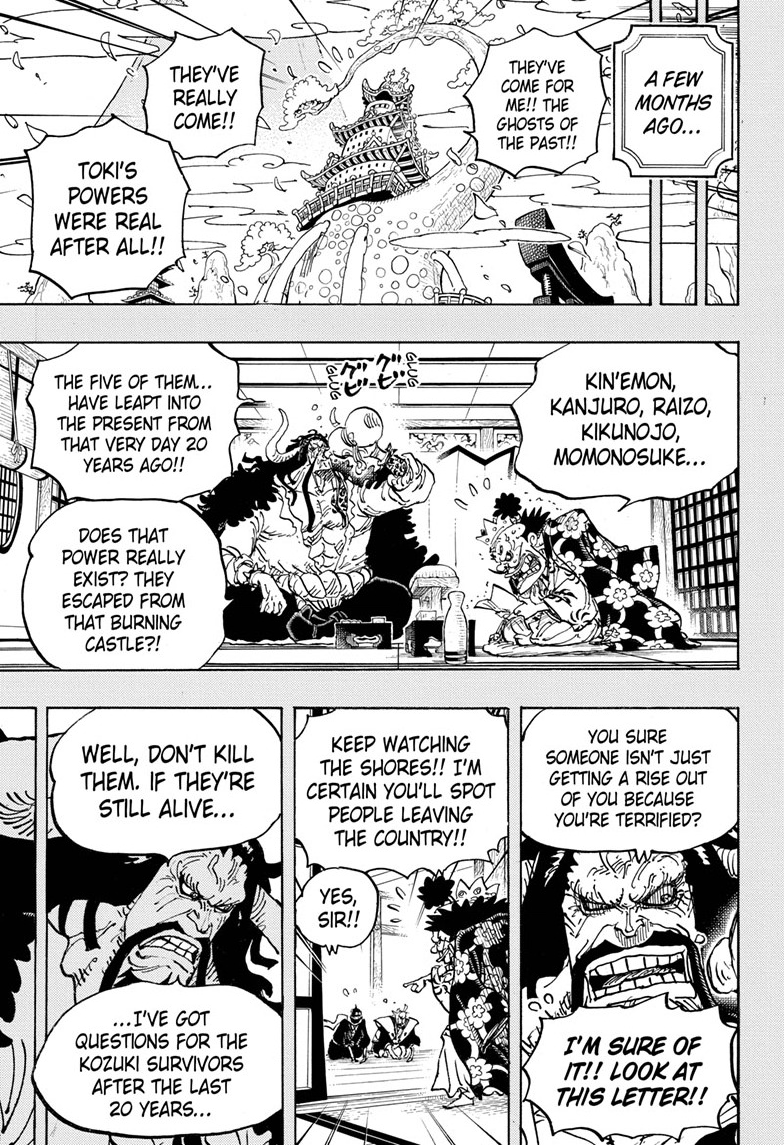 A FEW
MONTHS
AGO...
THEY'VE
COME FOR
ME!! THE
GHOSTS OF
THE PAST!!
THEY'VE
REALLY
COME!!
TOKI'S
POWERS
WERE REAL
AFTER ALL!!
KIN'EMON,
KANJURO, RAIZO,
KIKUNOJO,
MOMONOSUKE...
グビ
グビ
THE FIVE OF THEM...
HAVE LEAPT INTO
THE PRESENT FROM
THAT VERY DAY 20
YEARS AGO!!
DOES THAT
POWER REALLY
EXIST? THEY
ESCAPED FROM
THAT BURNING
CASTLE?!
YOU SURE
SOMEONE ISN'T JUST
GETTING A RISE OUT
OF YOU BECAUSE
YOU'RE TERRIFIED?
I'M SURE OF
IT!! LOOK AT
THIS LETTER!!
KEEP WATCHING
THE SHORES!! I'M
CERTAIN YOU'LL SPOT
PEOPLE LEAVING
THE COUNTRY!!
YES,
SIR!!
WELL, DON'T KILL
THEM. IF THEY'RE
STILL ALIVE...
...I'VE GOT
QUESTIONS FOR THE
KOZUKI SURVIVORS
AFTER THE LAST
20 YEARS...